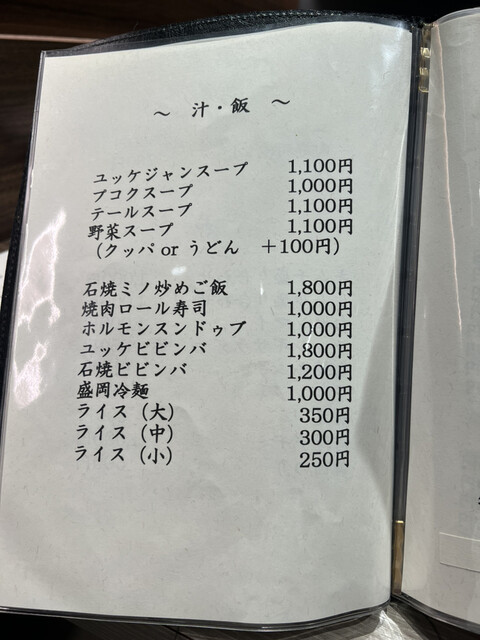 ～ 汁・飯 ～
ユッケジャンスープ 1,100円
プコクスープ 1,000円
テールスープ 1,100円
野菜スープ 1,100円
（クッパ or うどん ＋100円）
石焼ミノ炒めご飯 1,800円
焼肉ロール寿司 1,000円
ホルモンスンドゥブ 1,000円
ユッケビビンバ 1,800円
石焼ビビンバ 1,200円
盛岡冷麺 1,000円
ライス（大） 350円
ライス（中） 300円
ライス（小） 250円